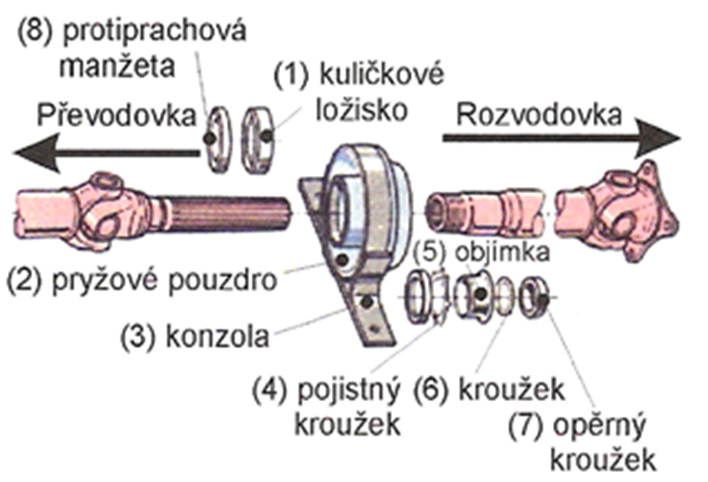 (8) protiprachová
manžeta
(1) kuličkové
ložisko
Převodovka
Rozvodovka
(5) objímka
(2) pryžové pouzdro
(3) konzola
(4) pojistný
kroužek
(6) kroužek
(7) opěrný
kroužek